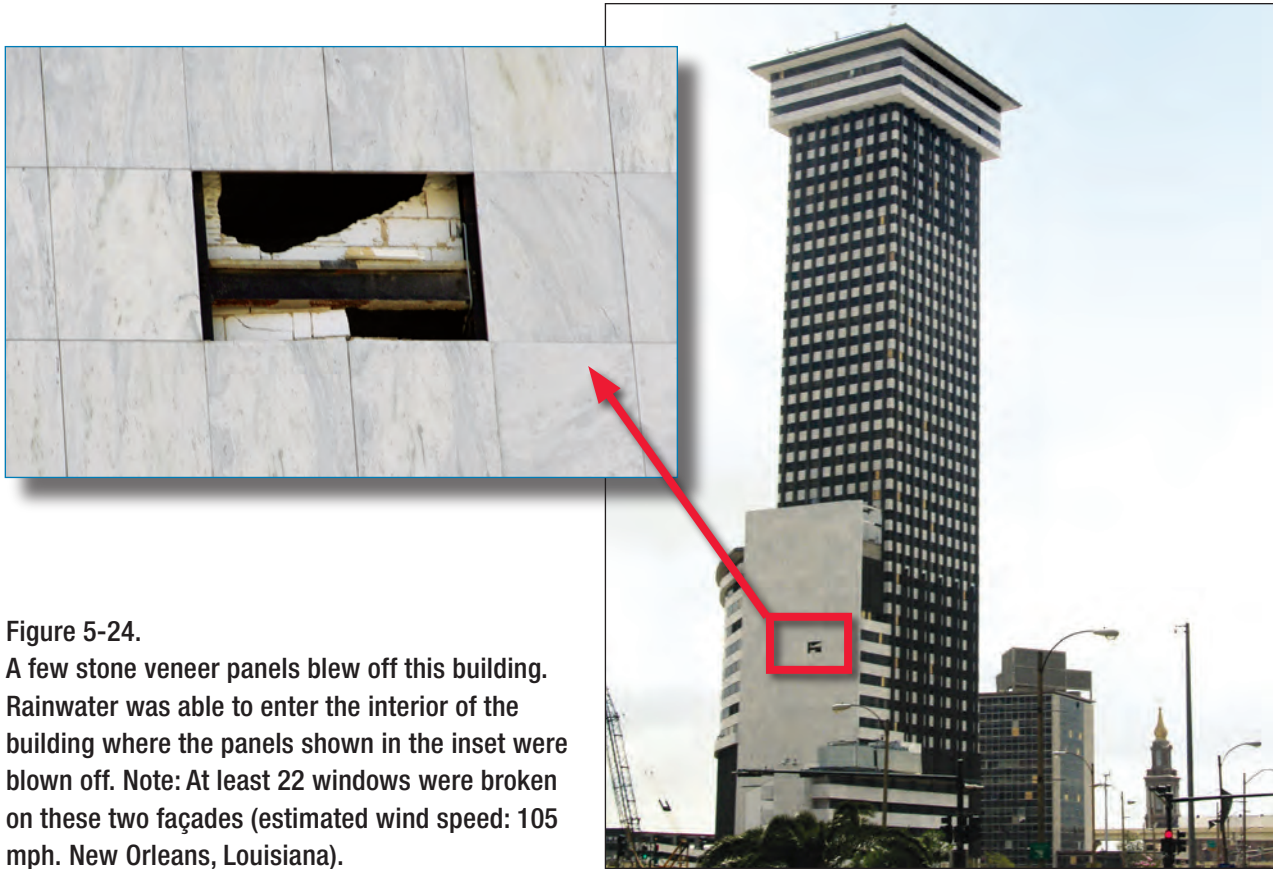 Figure 5-24.
A few stone veneer panels blew off this building.
Rainwater was able to enter the interior of the
building where the panels shown in the inset were
blown off. Note: At least 22 windows were broken
on these two façades (estimated wind speed: 105
mph. New Orleans, Louisiana).